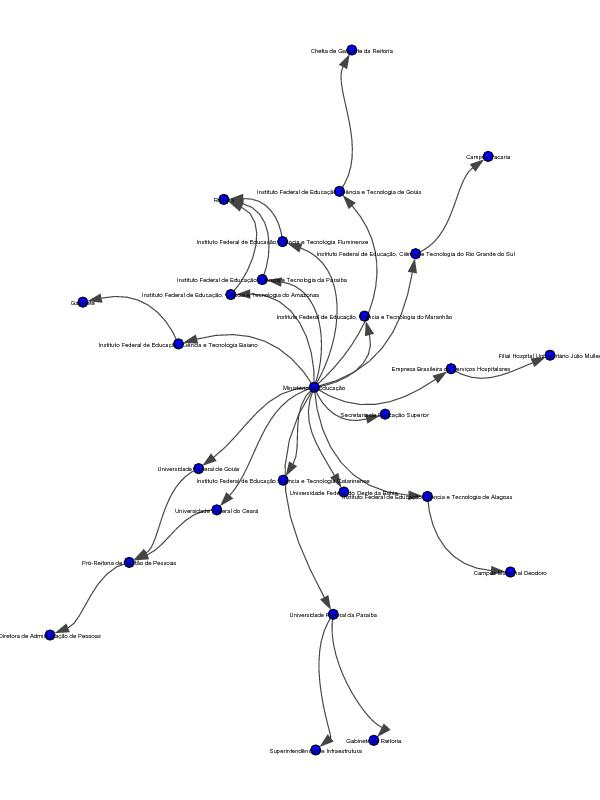 Chefia de Gabinete da Reitoria
Campus Vacaria
Instituto Federal de Educação, Ciência e Tecnologia de Goiás
Instituto Federal de Educação, Ciência e Tecnologia Fluminense
Instituto Federal de Educação, Ciência e Tecnologia do Rio Grande do Sul
Instituto Federal de Educação, Ciência e Tecnologia da Paraíba
Instituto Federal de Educação, Ciência e Tecnologia do Amazonas
Instituto Federal de Educação, Ciência e Tecnologia do Maranhão
Instituto Federal de Educação, Ciência e Tecnologia Baiano
Filial Hospital Universitário Júlio Muller
Empresa Brasileira de Serviços Hospitalares
Ministério da Educação
Secretaria de Educação Superior
Universidade Federal de Goiás
Instituto Federal de Educação, Ciência e Tecnologia Catarinense
Universidade Federal do Oeste da Bahia
Instituto Federal de Educação, Ciência e Tecnologia de Alagoas
Universidade Federal do Ceará
Pró-Reitoria de Gestão de Pessoas
Campus Marechal Deodoro
Universidade Federal da Paraíba
Diretora de Administração de Pessoas
Gabinete da Reitoria
Superintendência de Infraestrutura